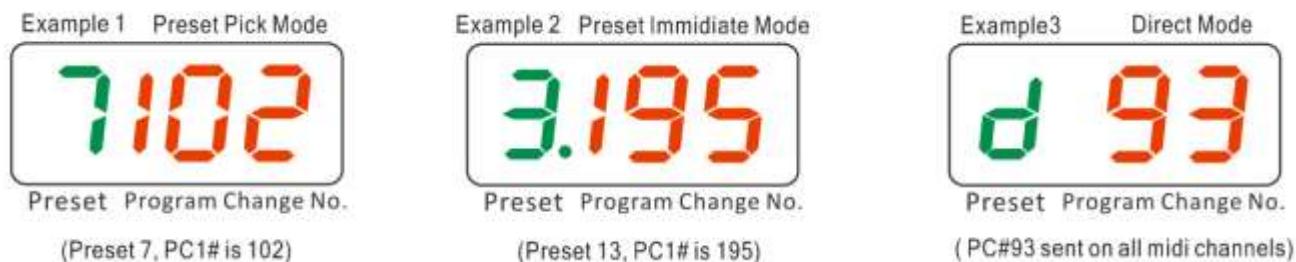 Example 1 Preset Pick Mode
7102
Preset Program Change No.
(Preset 7, PC1# is 102)
Example 2 Preset Immidiate Mode
3.195
Preset Program Change No.
(Preset 13, PC1# is 195)
Example3 Direct Mode
d 93
Preset Program Change No.
( PC#93 sent on all midi channels)